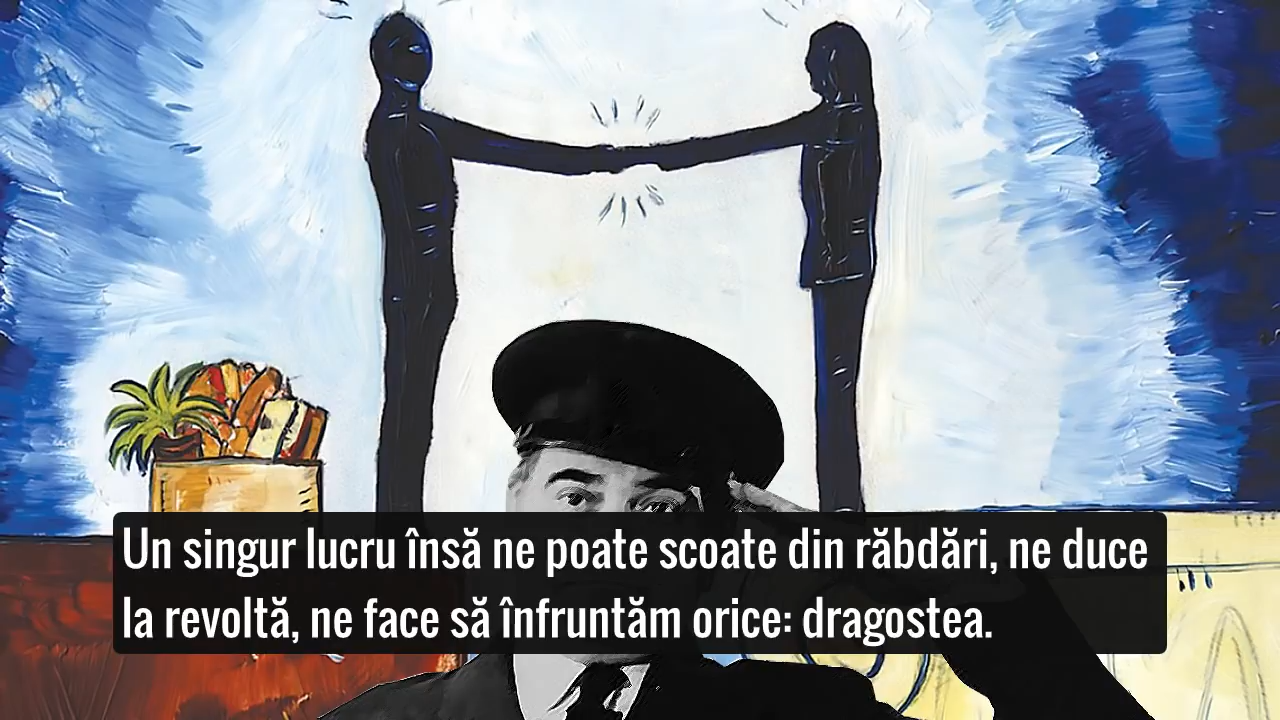 Un singur lucru însă ne poate scoate din răbdări, ne duce
la revoltă, ne face să înfruntăm orice: dragostea.